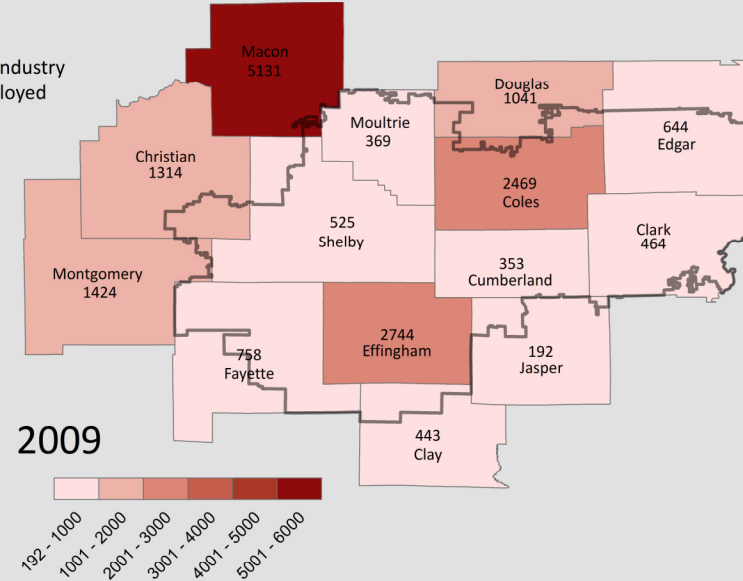 ndustry
loyed
Macon
5131
Douglas
1041
Moultrie
369
644
Edgar
Christian
1314
2469
Coles
525
Shelby
Clark
464
353
Cumberland
Montgomery
1424
2744
Effingham
758
Fayette
192
Jasper
443
Clay
2009
192 - 1000
1001 - 2000
2001 - 3000
3001 - 4000
4001 - 5000
5001 - 6000